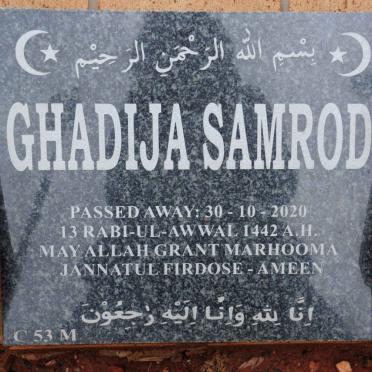 بِسْمِ اللهِ الرَّحْمٰنِ الرَّحِيْمِ
GHADIJA SAMROD
PASSED AWAY: 30 - 10 - 2020
13 RABI-UL-AWWAL 1442 A.H.
MAY ALLAH GRANT MARHOOMA
JANNATUL FIRDOSE - AMEEN
اِنَّا لِلّٰهِ وَاِنَّا اِلَيْهِ رٰجِعُوْنَ
C 53 M